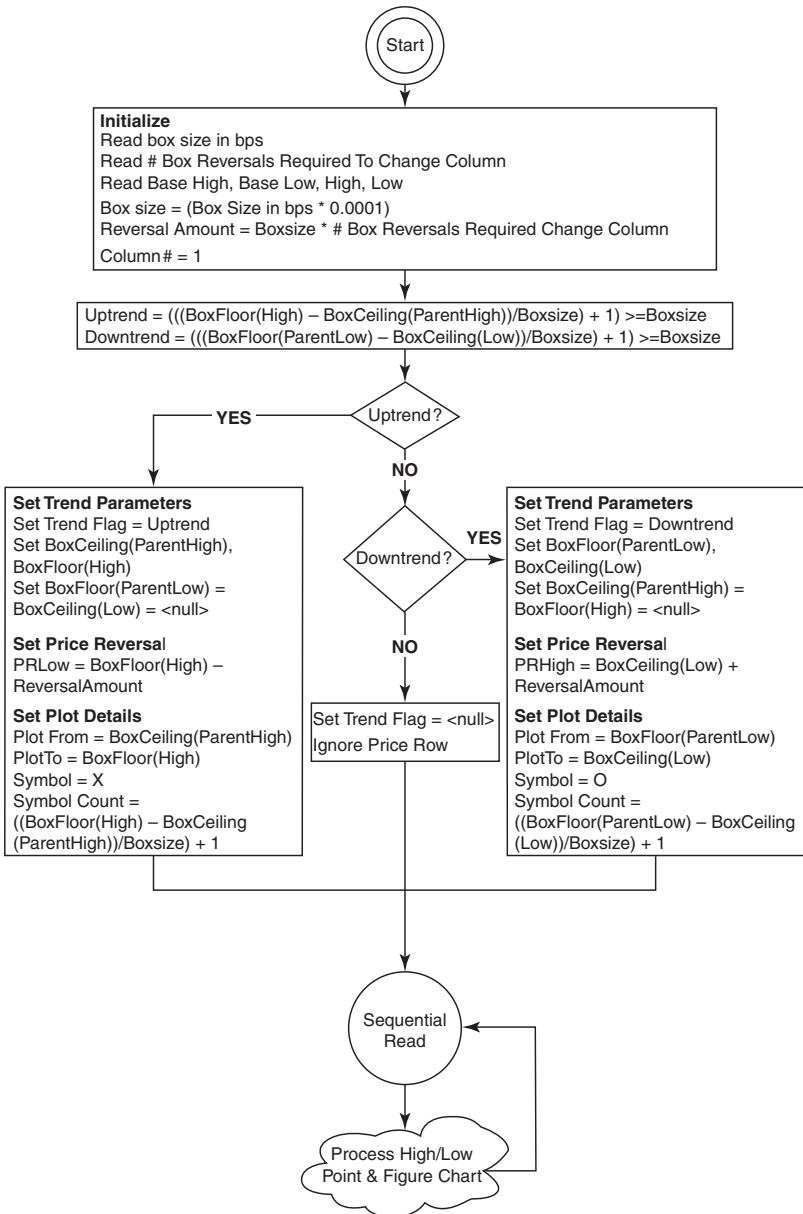 Start
Initialize
Read box size in bps
Read # Box Reversals Required To Change Column
Read Base High, Base Low, High, Low
Box size = (Box Size in bps * 0.0001)
Reversal Amount = Boxsize * # Box Reversals Required Change Column
Column# = 1
Uptrend = (((BoxFloor(High) – BoxCeiling(ParentHigh))/Boxsize) + 1) >=Boxsize
Downtrend = (((BoxFloor(ParentLow) – BoxCeiling(Low))/Boxsize) + 1) >=Boxsize
Uptrend?
YES
NO
Set Trend Parameters
Set Trend Flag = Uptrend
Set BoxCeiling(ParentHigh),
BoxFloor(High)
Set BoxFloor(ParentLow) =
BoxCeiling(Low) = <null>
Set Price Reversal
PRLow = BoxFloor(High) –
ReversalAmount
Set Plot Details
Plot From = BoxCeiling(ParentHigh)
PlotTo = BoxFloor(High)
Symbol = X
Symbol Count =
((BoxFloor(High) – BoxCeiling
(ParentHigh))/Boxsize) + 1
Downtrend?
YES
NO
Set Trend Flag = <null>
Ignore Price Row
Set Trend Parameters
Set Trend Flag = Downtrend
Set BoxFloor(ParentLow),
BoxCeiling(Low)
Set BoxCeiling(ParentHigh) =
BoxFloor(High) = <null>
Set Price Reversal
PRHigh = BoxCeiling(Low) +
ReversalAmount
Set Plot Details
Plot From = BoxFloor(ParentLow)
PlotTo = BoxCeiling(Low)
Symbol = O
Symbol Count =
((BoxFloor(ParentLow) – BoxCeiling
(Low))/Boxsize) + 1
Sequential
Read
Process High/Low
Point & Figure Chart